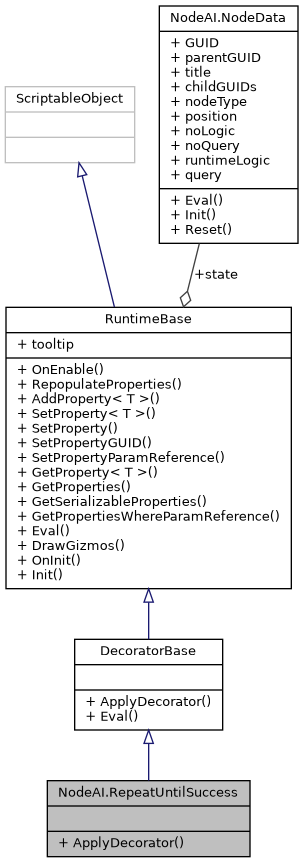 NodeAI.NodeData
+ GUID
+ parentGUID
+ title
+ childGUIDs
+ nodeType
+ position
+ noLogic
+ noQuery
+ runtimeLogic
+ query
+ Eval()
+ Init()
+ Reset()
ScriptableObject
+state
RuntimeBase
+ tooltip
+ OnEnable()
+ RepopulateProperties()
+ AddProperty< T >()
+ SetProperty< T >()
+ SetProperty()
+ SetPropertyGUID()
+ SetPropertyParamReference()
+ GetProperty< T >()
+ GetProperties()
+ GetSerializableProperties()
+ GetPropertiesWhereParamReference()
+ Eval()
+ DrawGizmos()
+ OnInit()
+ Init()
DecoratorBase
+ ApplyDecorator()
+ Eval()
NodeAI.RepeatUntilSuccess
+ ApplyDecorator()